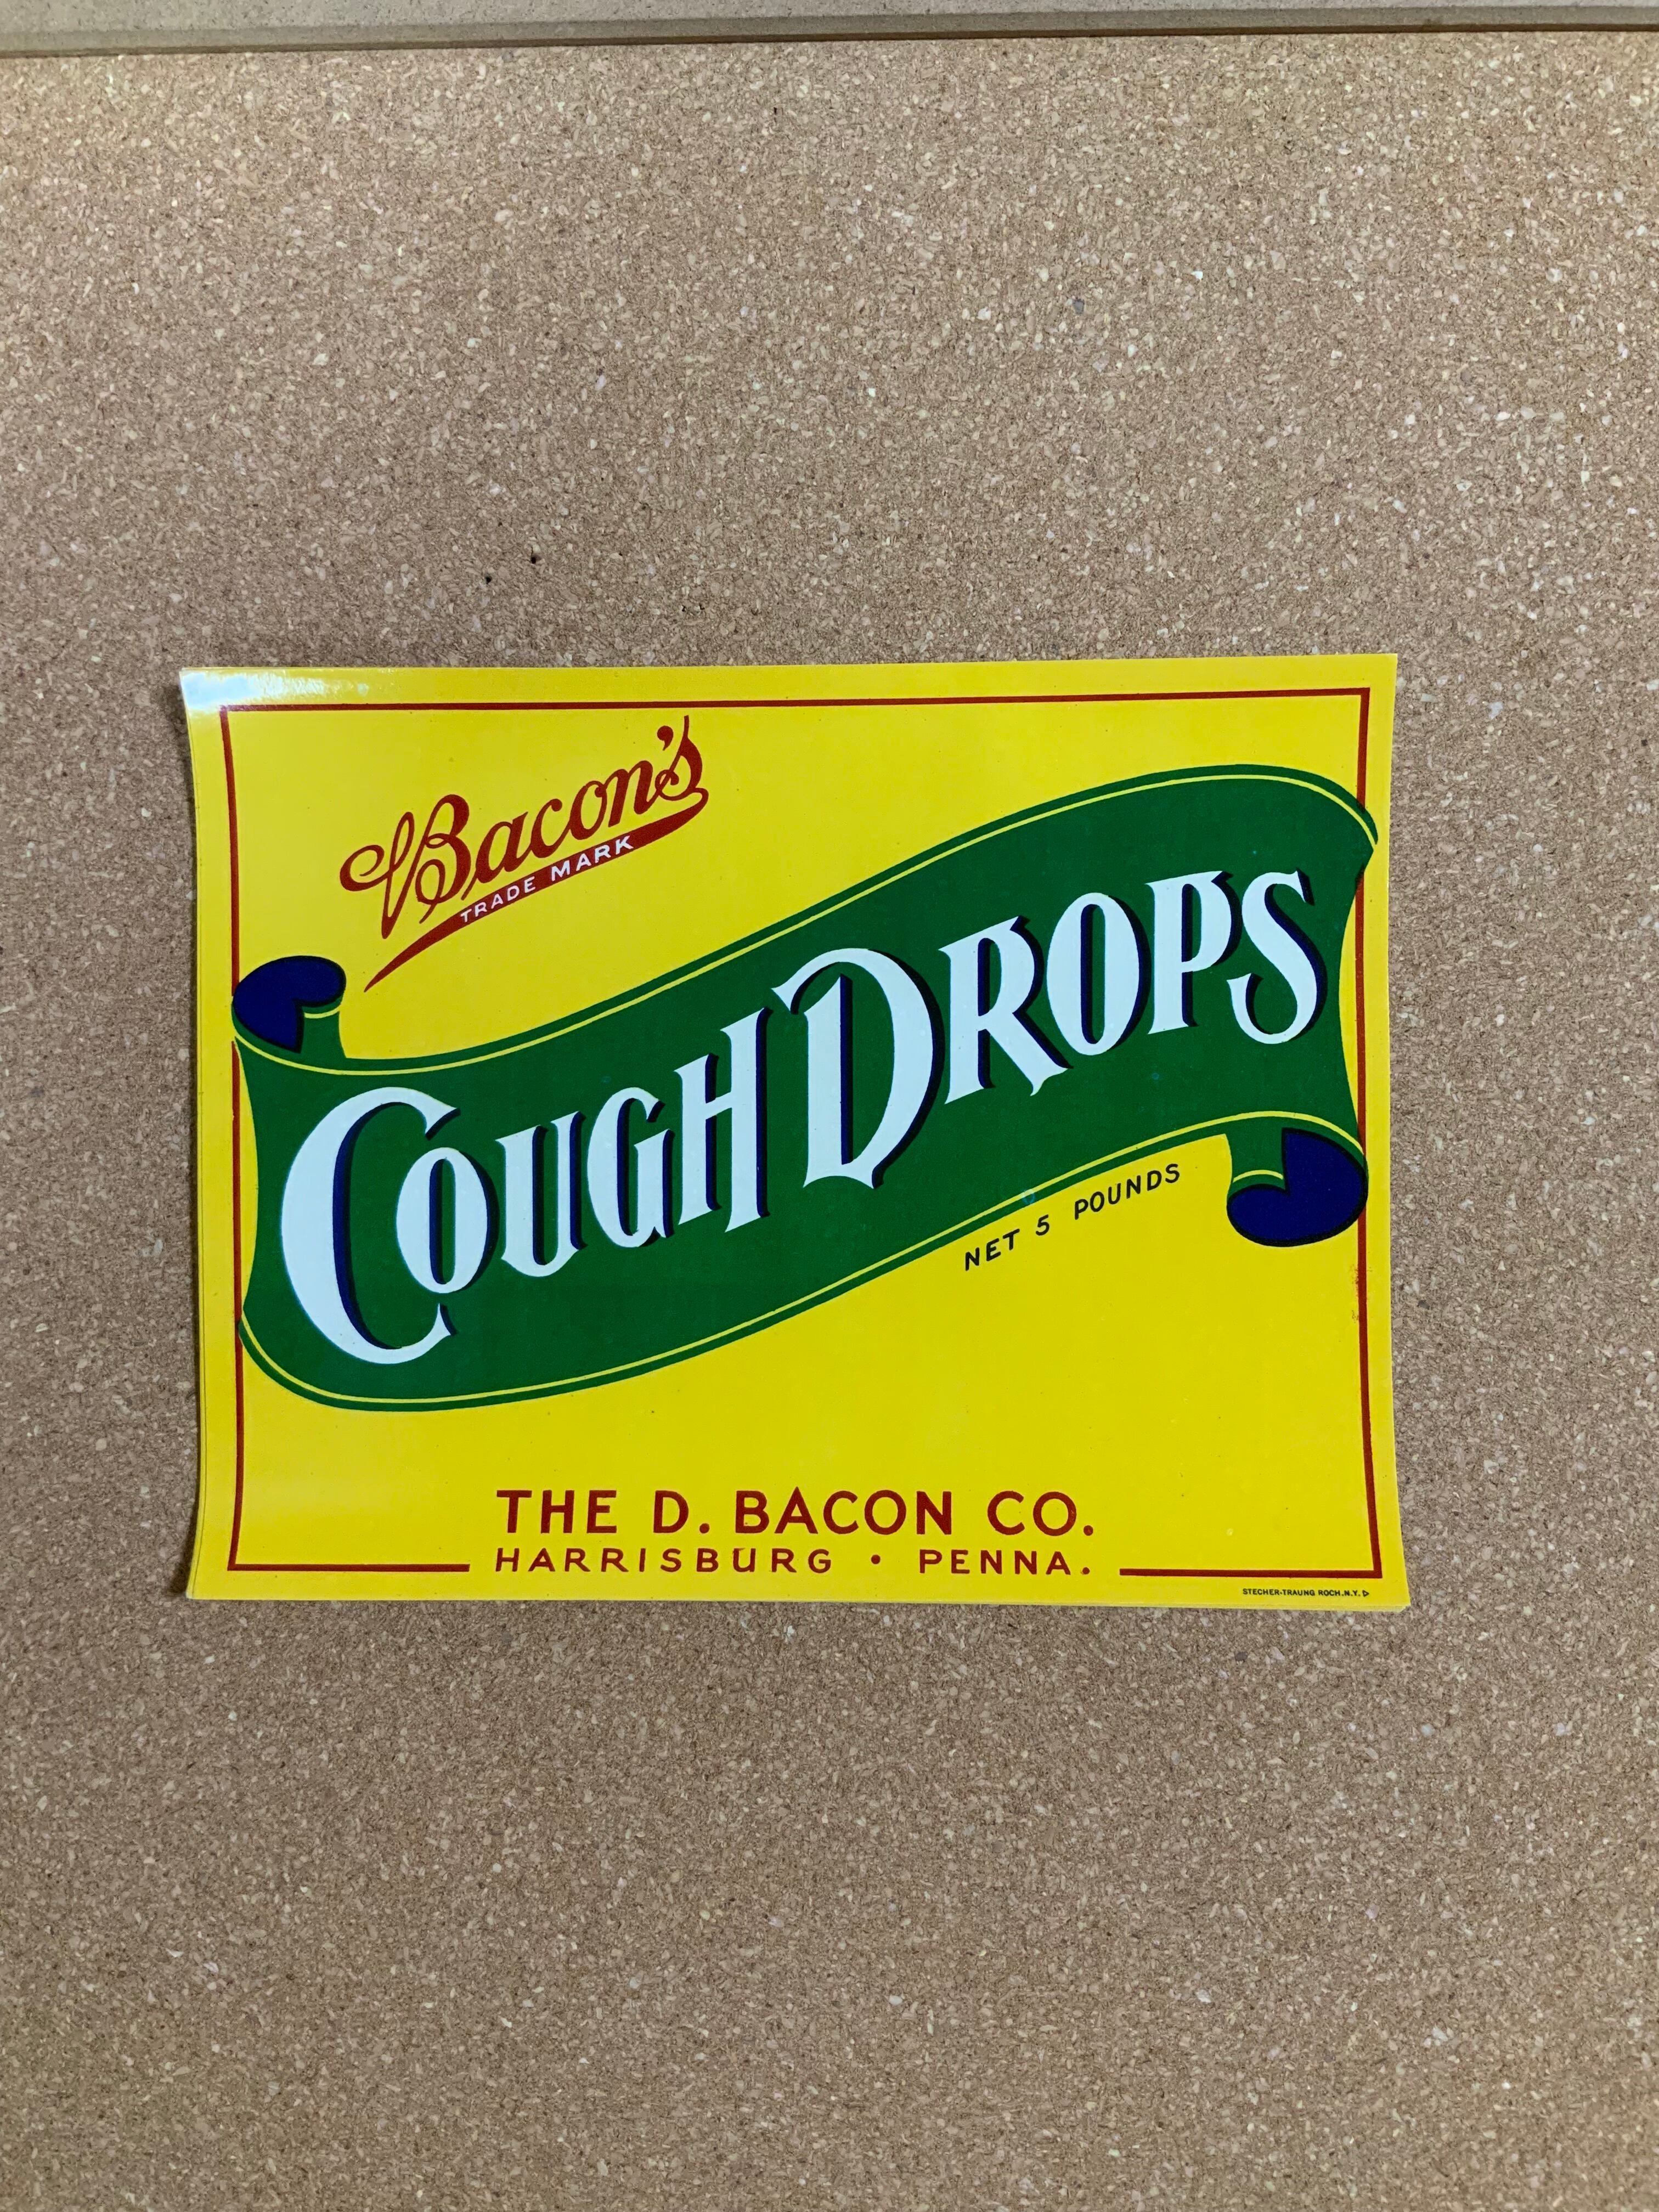 Bacon's
TRADE MARK
COUGH DROPS
NET 5 POUNDS
THE D. BACON CO.
HARRISBURG • PENNA.
STECHER-TRAUNG ROCH.N.Y.